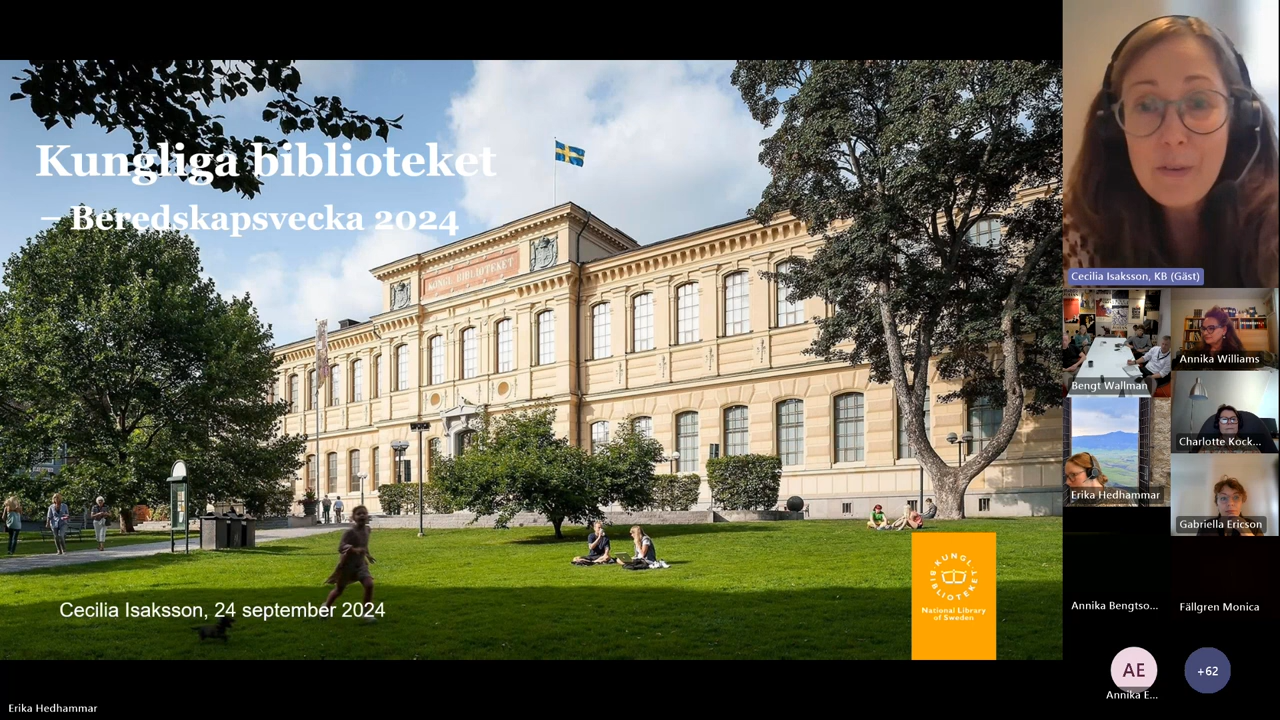 Kungliga biblioteket
– Beredskapsvecka 2024
KUNGL. BIBLIOTEKET
Cecilia Isaksson, 24 september 2024
KUNGL.
BIBLIOTEKET
National Library
of Sweden
Erika Hedhammar
Cecilia Isaksson, KB (Gäst)
Bengt Wallman
Annika Williams
Charlotte Kock...
Erika Hedhammar
Gabriella Ericson
Annika Bengtso...
Fällgren Monica
AE
Annika E...
+62